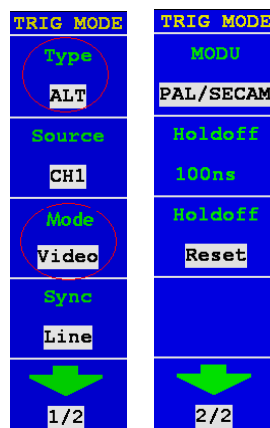 TRIG MODE
Type
ALT
Source
CH1
Mode
Video
Sync
Line
1/2
TRIG MODE
MODU
PAL/SECAM
Holdoff
100ns
Holdoff
Reset
2/2